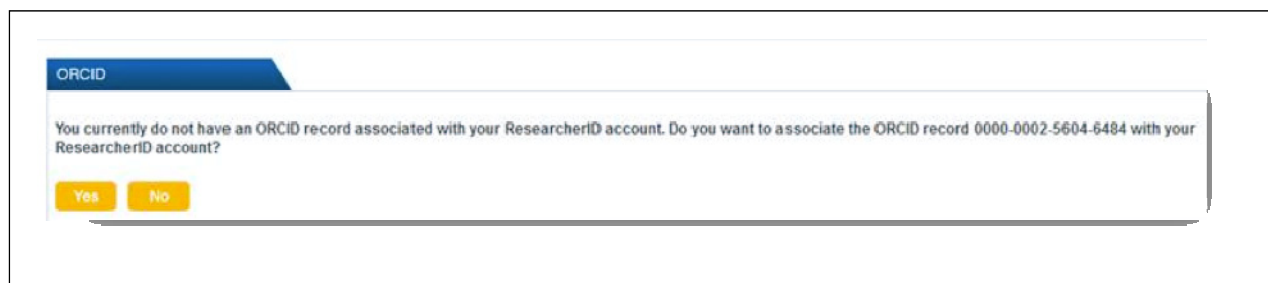 ORCID
You currently do not have an ORCID record associated with your ResearcherID account. Do you want to associate the ORCID record 0000-0002-5604-6484 with your
ResearcherID account?
Yes No